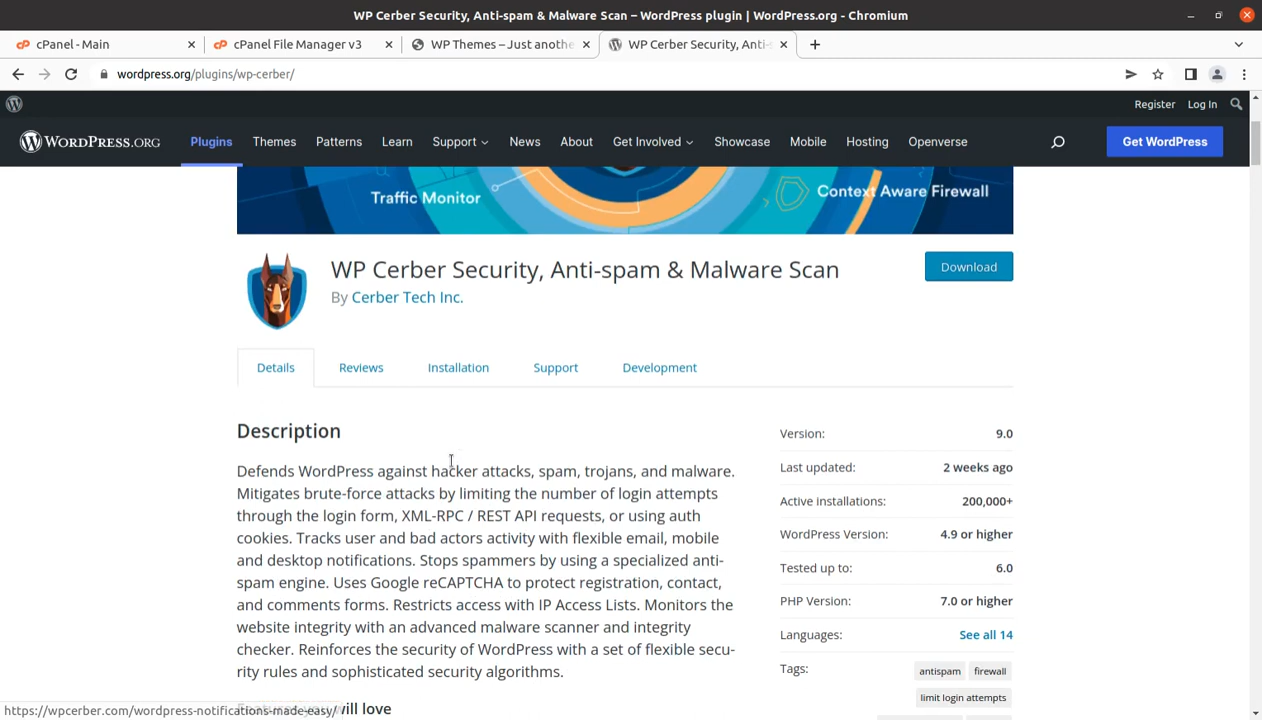 WP Cerber Security, Anti-spam & Malware Scan – WordPress plugin | WordPress.org - Chromium
cPanel - Main
cPanel File Manager v3
WP Themes – Just anothe
WP Cerber Security, Anti-s
wordpress.org/plugins/wp-cerber/
Register
Log In
WORDPRESS.ORG
Plugins
Themes
Patterns
Learn
Support
News
About
Get Involved
Showcase
Mobile
Hosting
Openverse
Get WordPress
Traffic Monitor
Context Aware Firewall
WP Cerber Security, Anti-spam & Malware Scan
Download
By Cerber Tech Inc.
Details
Reviews
Installation
Support
Development
Description
Defends WordPress against hacker attacks, spam, trojans, and malware.
Mitigates brute-force attacks by limiting the number of login attempts
through the login form, XML-RPC / REST API requests, or using auth
cookies. Tracks user and bad actors activity with flexible email, mobile
and desktop notifications. Stops spammers by using a specialized anti-
spam engine. Uses Google reCAPTCHA to protect registration, contact,
and comments forms. Restricts access with IP Access Lists. Monitors the
website integrity with an advanced malware scanner and integrity
checker. Reinforces the security of WordPress with a set of flexible secu-
rity rules and sophisticated security algorithms.
Version: 9.0
Last updated: 2 weeks ago
Active installations: 200,000+
WordPress Version: 4.9 or higher
Tested up to: 6.0
PHP Version: 7.0 or higher
Languages: See all 14
Tags: antispam firewall
limit login attempts
will love
https://wpcerber.com/wordpress-notifications-made-easy/